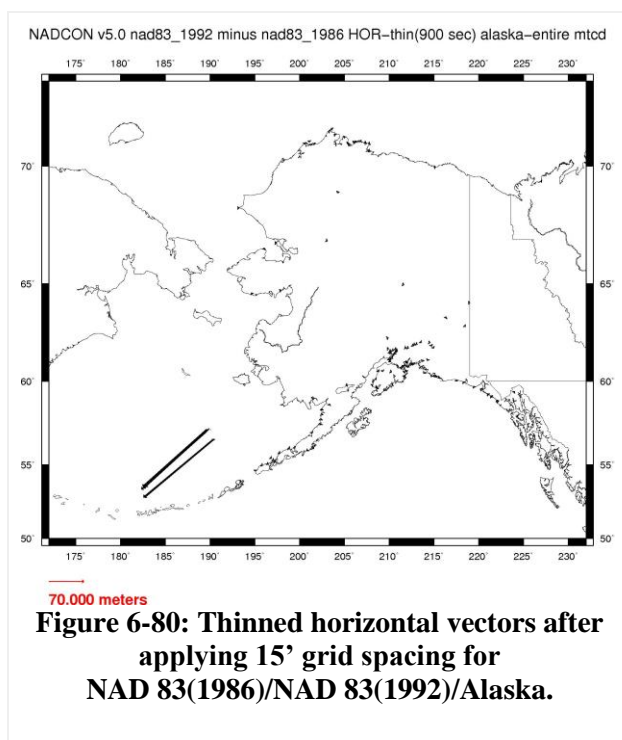 NADCON v5.0 nad83_1992 minus nad83_1986 HOR-thin(900 sec) alaska-entire mtcd
175˚ 180˚ 185˚ 190˚ 195˚ 200˚ 205˚ 210˚ 215˚ 220˚ 225˚ 230˚
70˚ 70˚
65˚ 65˚
60˚ 60˚
55˚ 55˚
50˚ 50˚
175˚ 180˚ 185˚ 190˚ 195˚ 200˚ 205˚ 210˚ 215˚ 220˚ 225˚ 230˚
70.000 meters
Figure 6-80: Thinned horizontal vectors after
applying 15’ grid spacing for
NAD 83(1986)/NAD 83(1992)/Alaska.